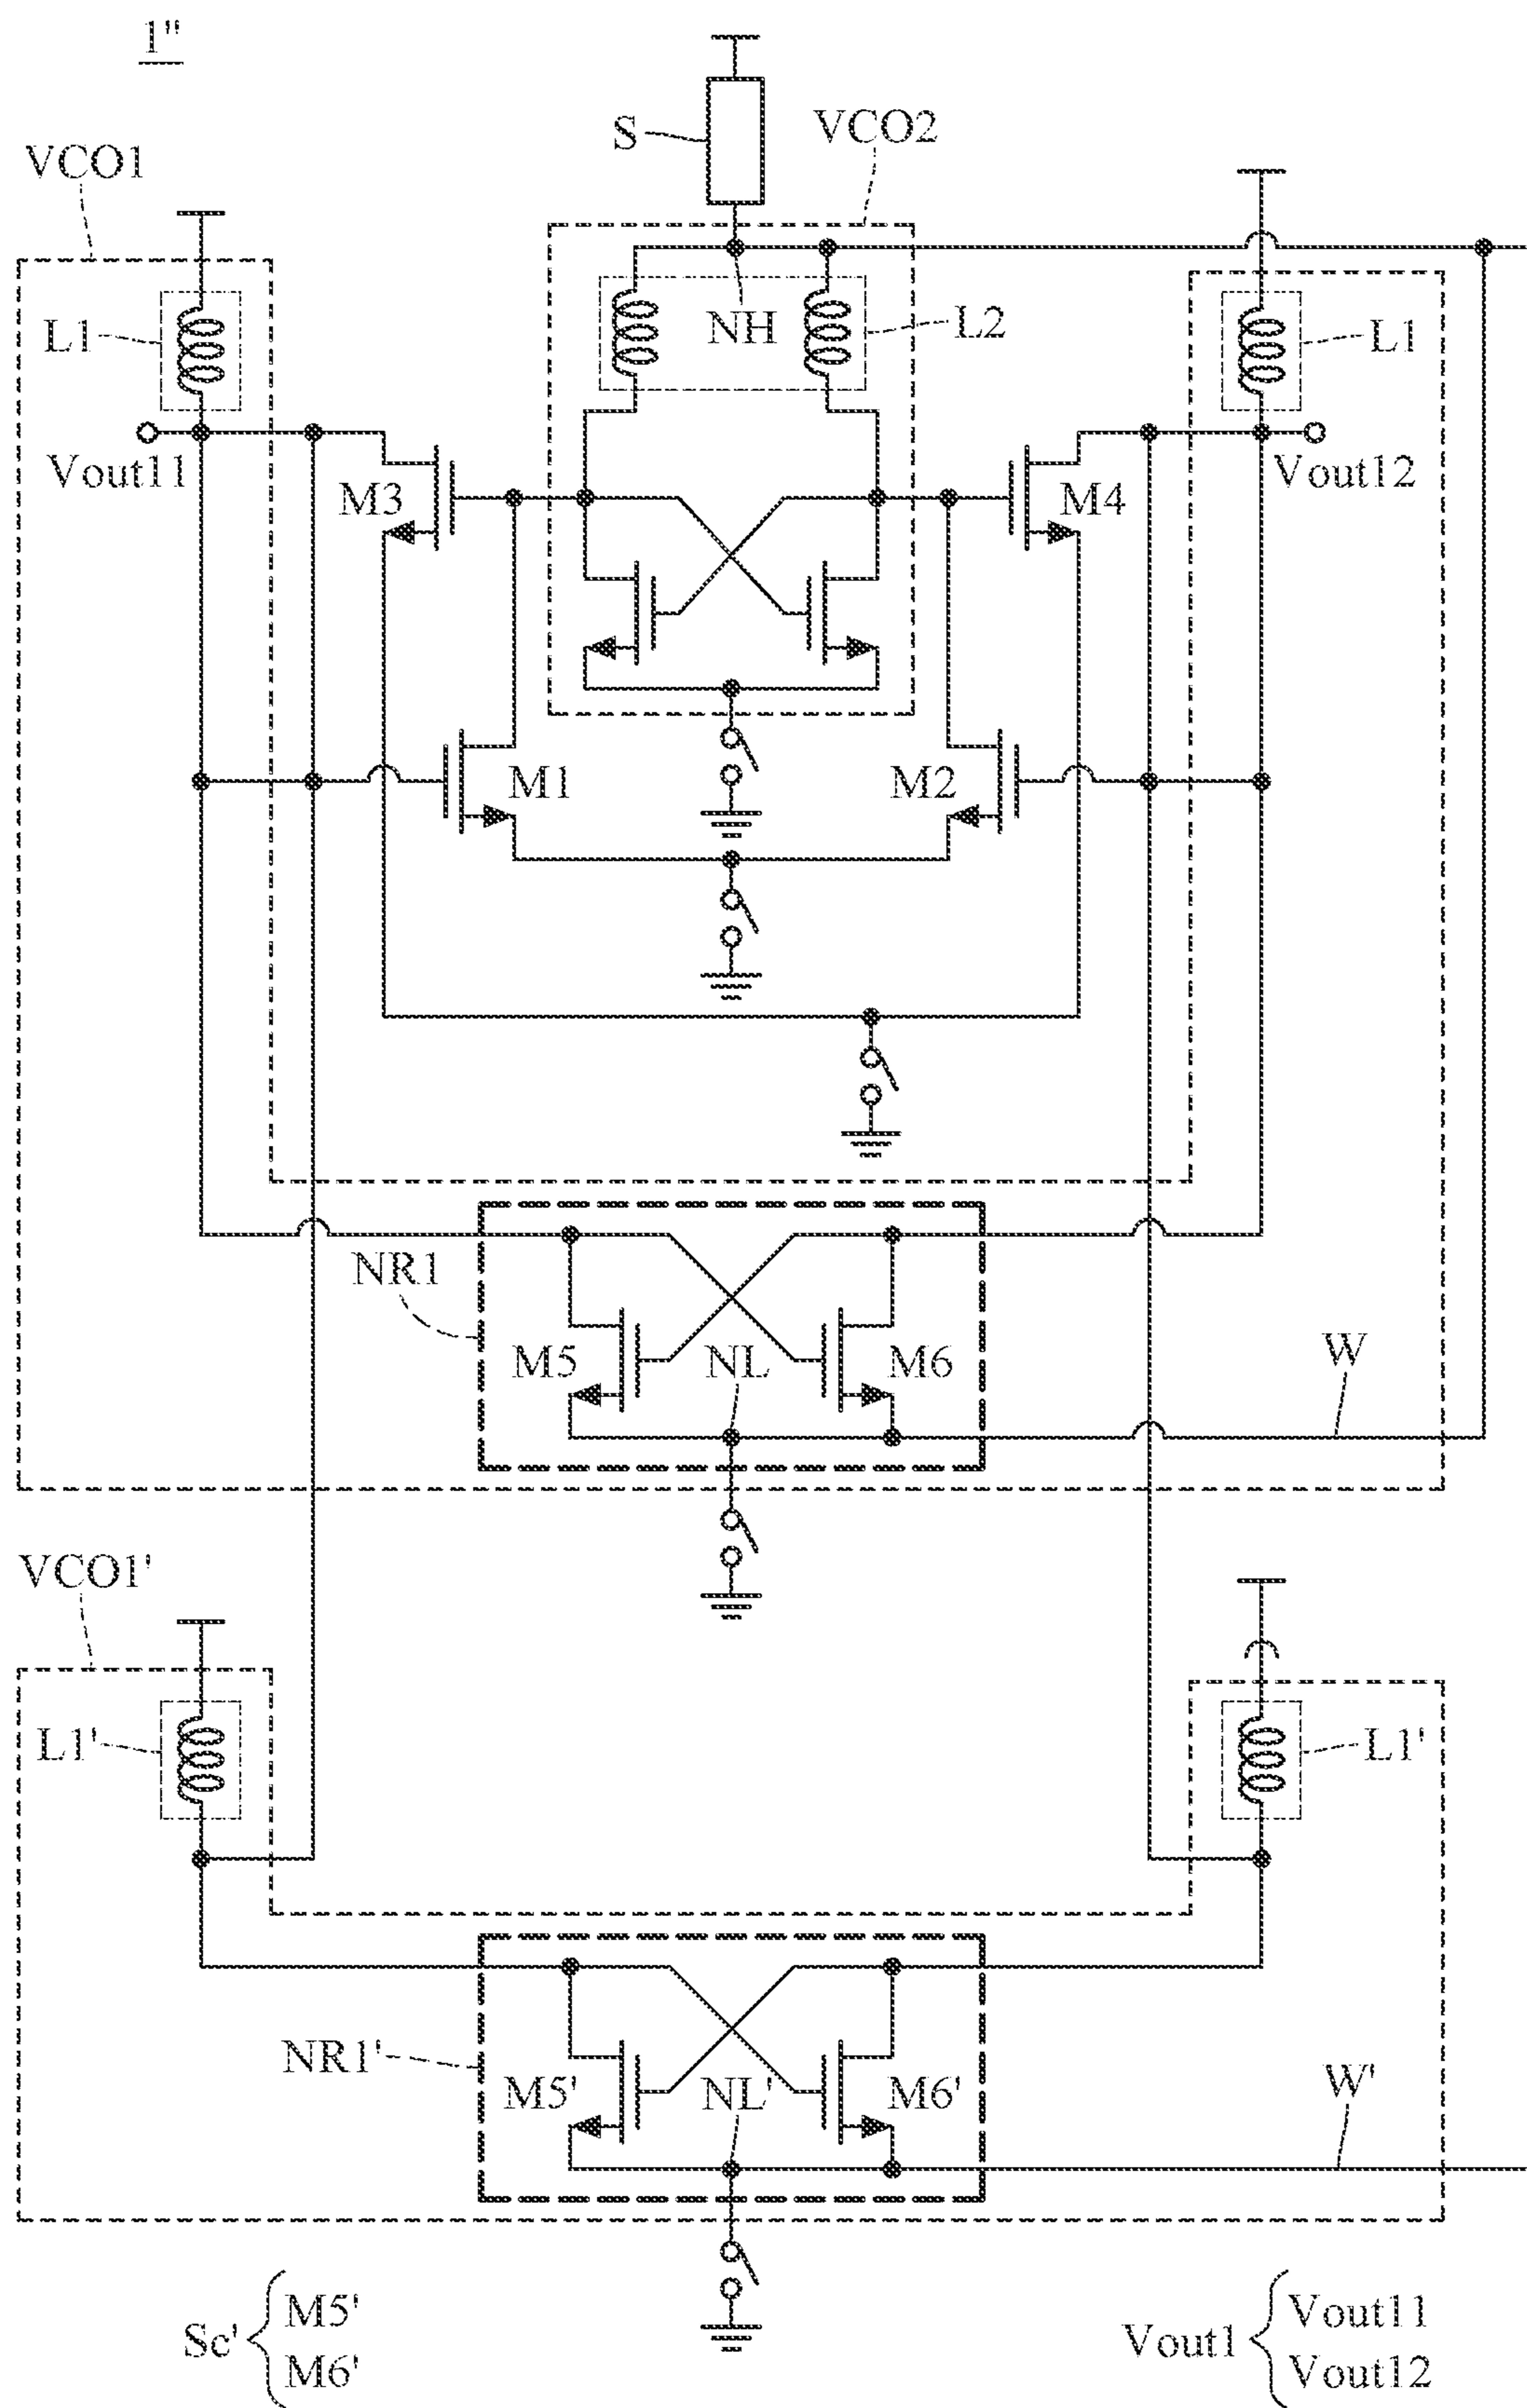 1"
S
VCO2
VCO1
L1
NH
L2
L1
Vout11
M3
M4
Vout12
M1
M2
NR1
M5
NL
M6
W
VCO1'
L1'
L1'
NR1'
M5'
NL'
M6'
W'
Sc' { M5'
M6'
Vout1 { Vout11
Vout12